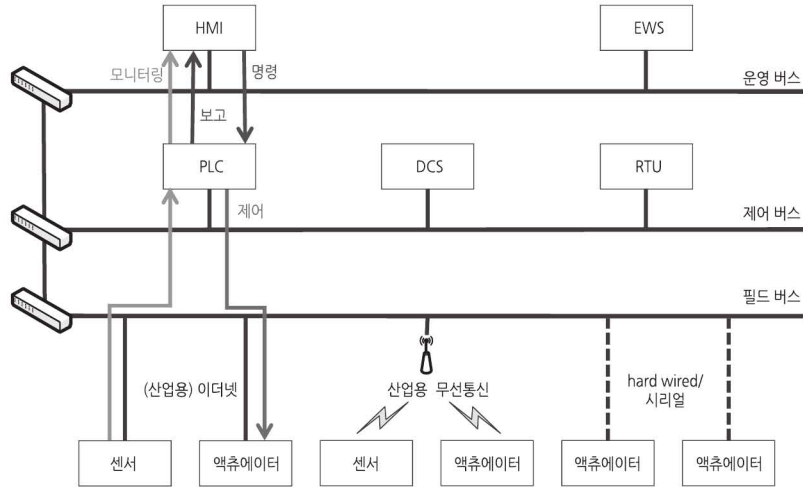 HMI
EWS
모니터링
명령
운영 버스
보고
PLC
DCS
RTU
제어
제어 버스
필드 버스
(산업용) 이더넷
산업용 무선통신
hard wired/
시리얼
센서
액츄에이터
센서
액츄에이터
액츄에이터
액츄에이터